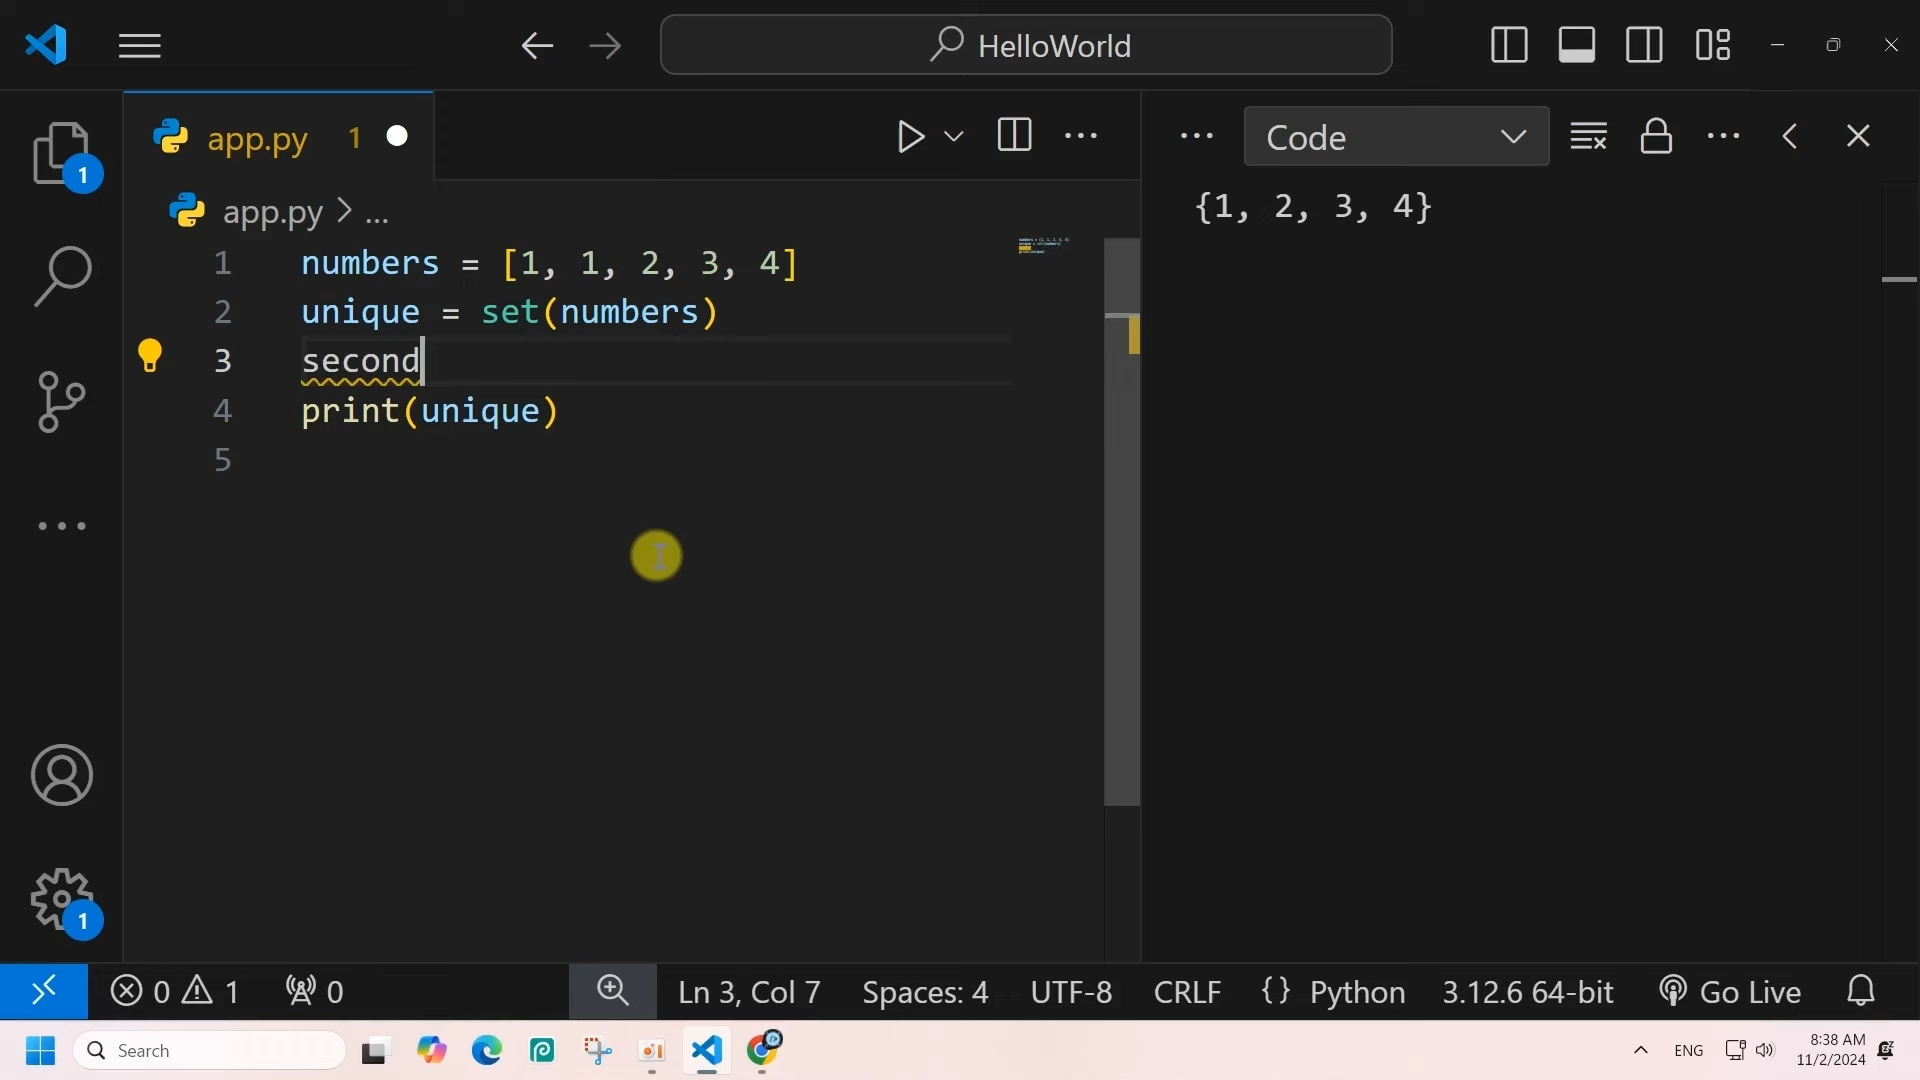 HelloWorld
app.py 1
Code
app.py > ...
1 numbers = [1, 1, 2, 3, 4]
2 unique = set(numbers)
3 second
4 print(unique)
5
{1, 2, 3, 4}
1
1
0 1 0 Ln 3, Col 7 Spaces: 4 UTF-8 CRLF {} Python 3.12.6 64-bit Go Live
Search ENG 8:38 AM
11/2/2024